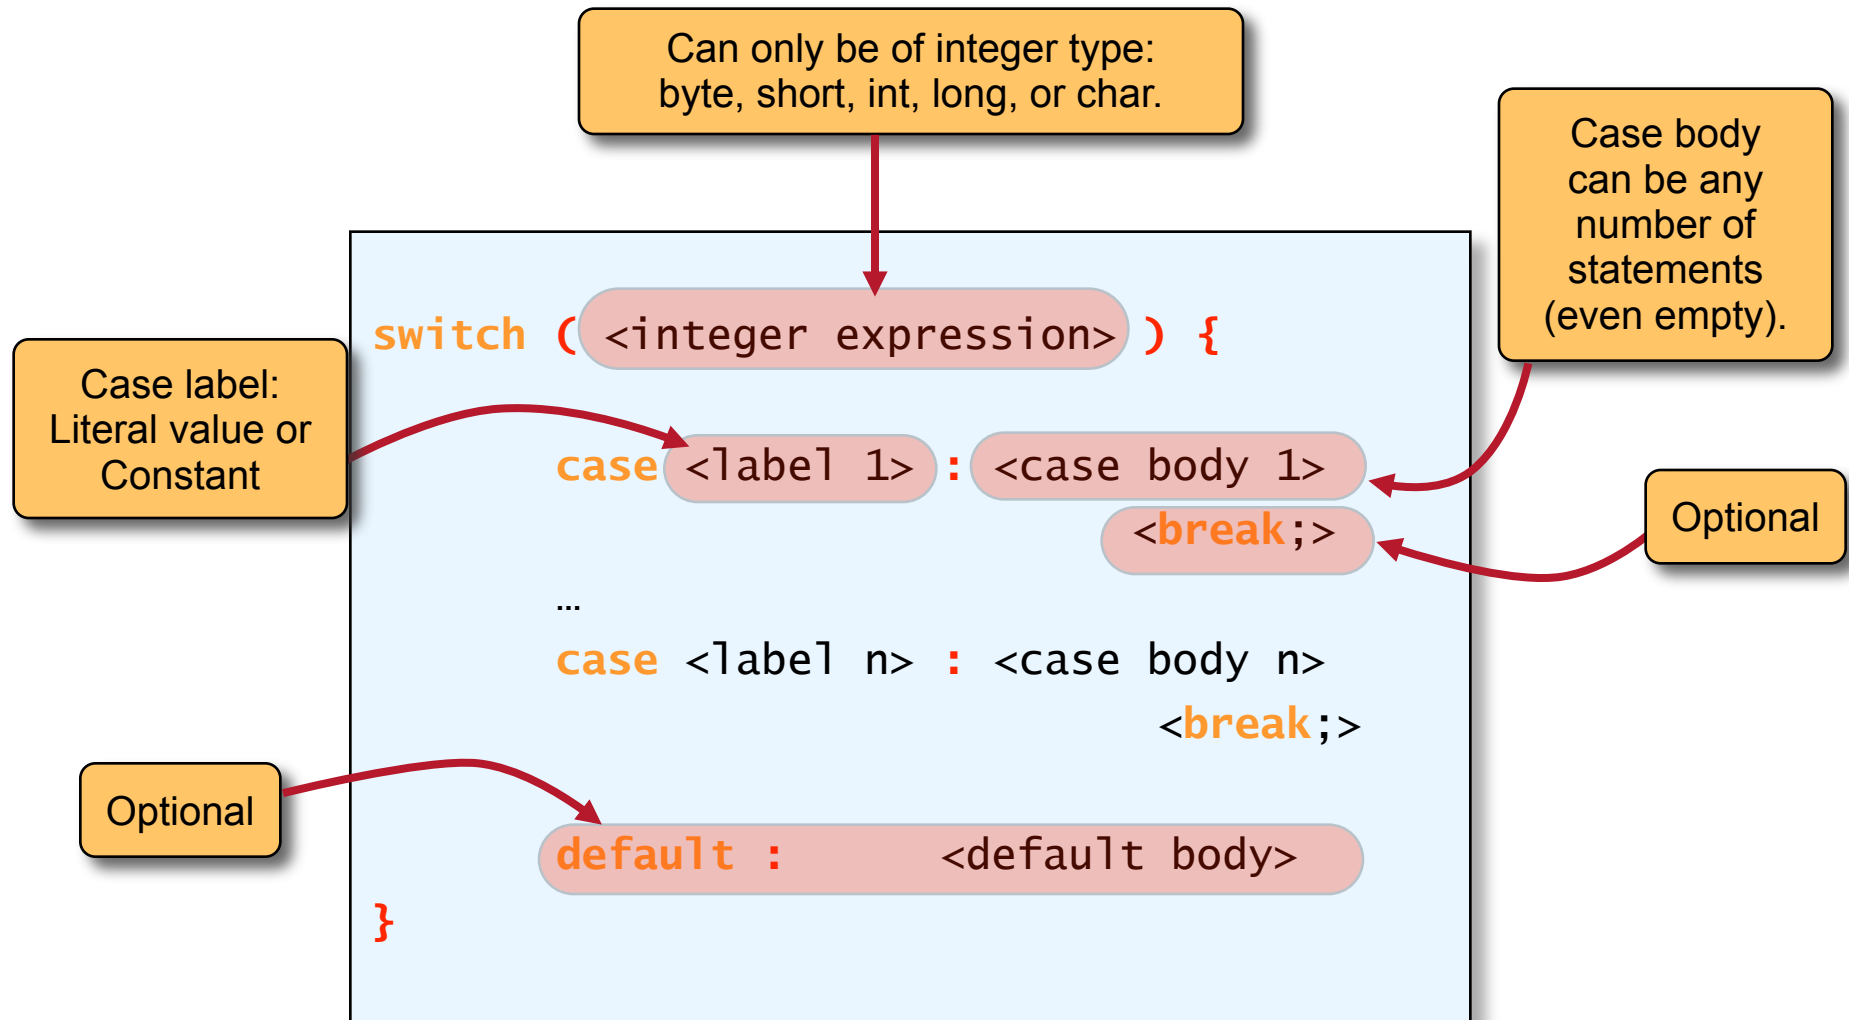 Can only be of integer type:
byte, short, int, long, or char.
Case body
can be any
number of
statements
(even empty).
switch ( <integer expression> ) {
Case label:
Literal value or
Constant
case <label 1> : <case body 1>
<break;>
Optional
…
case <label n> : <case body n>
<break;>
Optional
default : <default body>
}